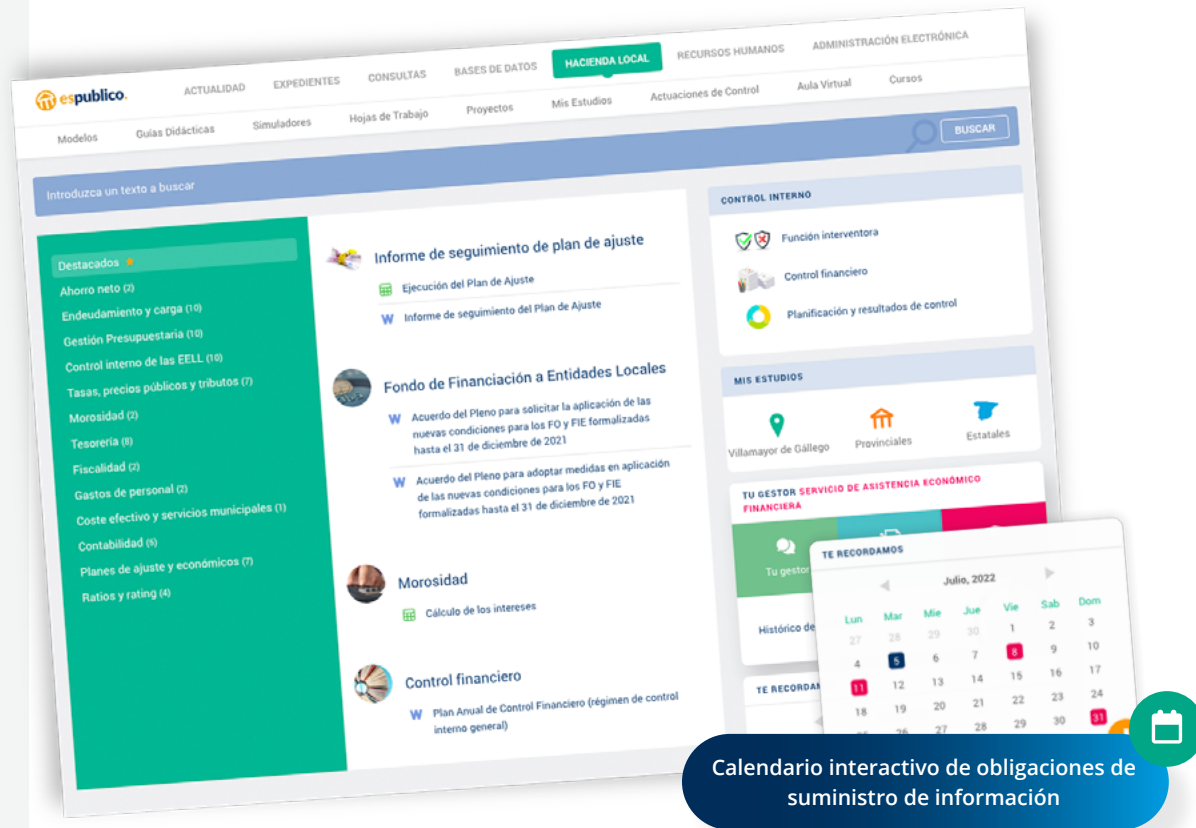 espublico.
ACTUALIDAD
EXPEDIENTES
CONSULTAS
BASES DE DATOS
HACIENDA LOCAL
RECURSOS HUMANOS
ADMINISTRACIÓN ELECTRÓNICA
Modelos
Guías Didácticas
Simuladores
Hojas de Trabajo
Proyectos
Mis Estudios
Actuaciones de Control
Aula Virtual
Cursos
Introduzca un texto a buscar
BUSCAR
Destacados
Ahorro neto (2)
Endeudamiento y carga (10)
Gestión Presupuestaria (10)
Control interno de las EELL (10)
Tasas, precios públicos y tributos (7)
Morosidad (2)
Tesorería (8)
Fiscalidad (2)
Gastos de personal (2)
Coste efectivo y servicios municipales (1)
Contabilidad (6)
Planes de ajuste y económicos (7)
Ratios y rating (4)
Informe de seguimiento de plan de ajuste
Ejecución del Plan de Ajuste
W Informe de seguimiento del Plan de Ajuste
Fondo de Financiación a Entidades Locales
W Acuerdo del Pleno para solicitar la aplicación de las
nuevas condiciones para los FO y FIE formalizadas
hasta el 31 de diciembre de 2021
W Acuerdo del Pleno para adoptar medidas en aplicación
de las nuevas condiciones para los FO y FIE
formalizadas hasta el 31 de diciembre de 2021
Morosidad
Cálculo de los intereses
Control financiero
W Plan Anual de Control Financiero (régimen de control
interno general)
CONTROL INTERNO
Función interventora
Control financiero
Planificación y resultados de control
MIS ESTUDIOS
Villamayor de Gállego
Provinciales
Estatales
TU GESTOR SERVICIO DE ASISTENCIA ECONÓMICO
FINANCIERA
Tu gestor
Histórico de
TE RECORDAMOS
Julio, 2022
Lun Mar Mie Jue Vie Sab Dom
27 28 29 30 1 2 3
4 5 6 7 8 9 10
11 12 13 14 15 16 17
18 19 20 21 22 23 24
26 27 28 29 30 31
Calendario interactivo de obligaciones de
suministro de información